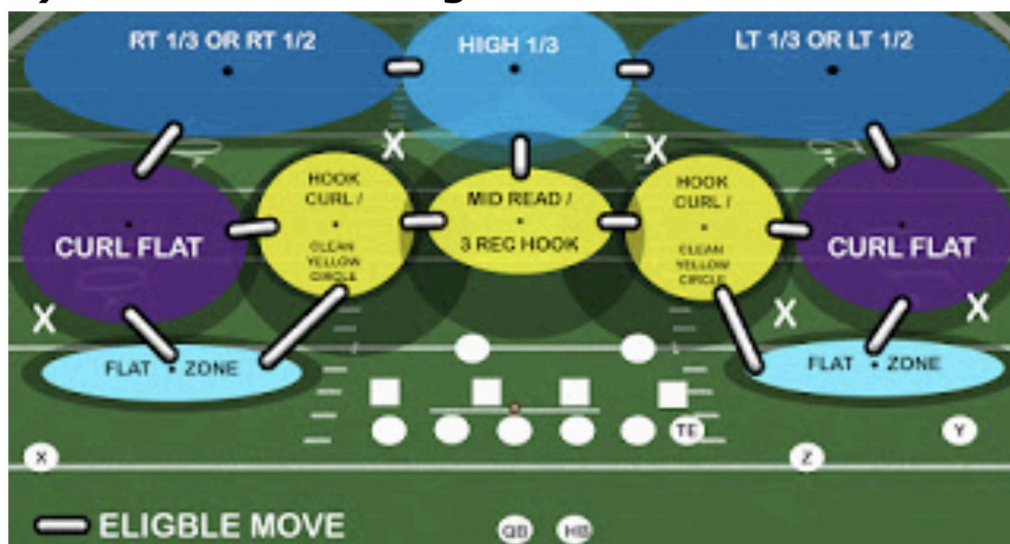 RT 1/3 OR RT 1/2
HIGH 1/3
LT 1/3 OR LT 1/2
X
X
HOOK
CURL /
CLEAN
YELLOW
CIRCLE
MID READ /
3 REC HOOK
HOOK
CURL /
CLEAN
YELLOW
CIRCLE
CURL FLAT
CURL FLAT
X
X
X
FLAT ZONE
FLAT ZONE
TE
Y
X
Z
ELIGBLE MOVE
QB
HB